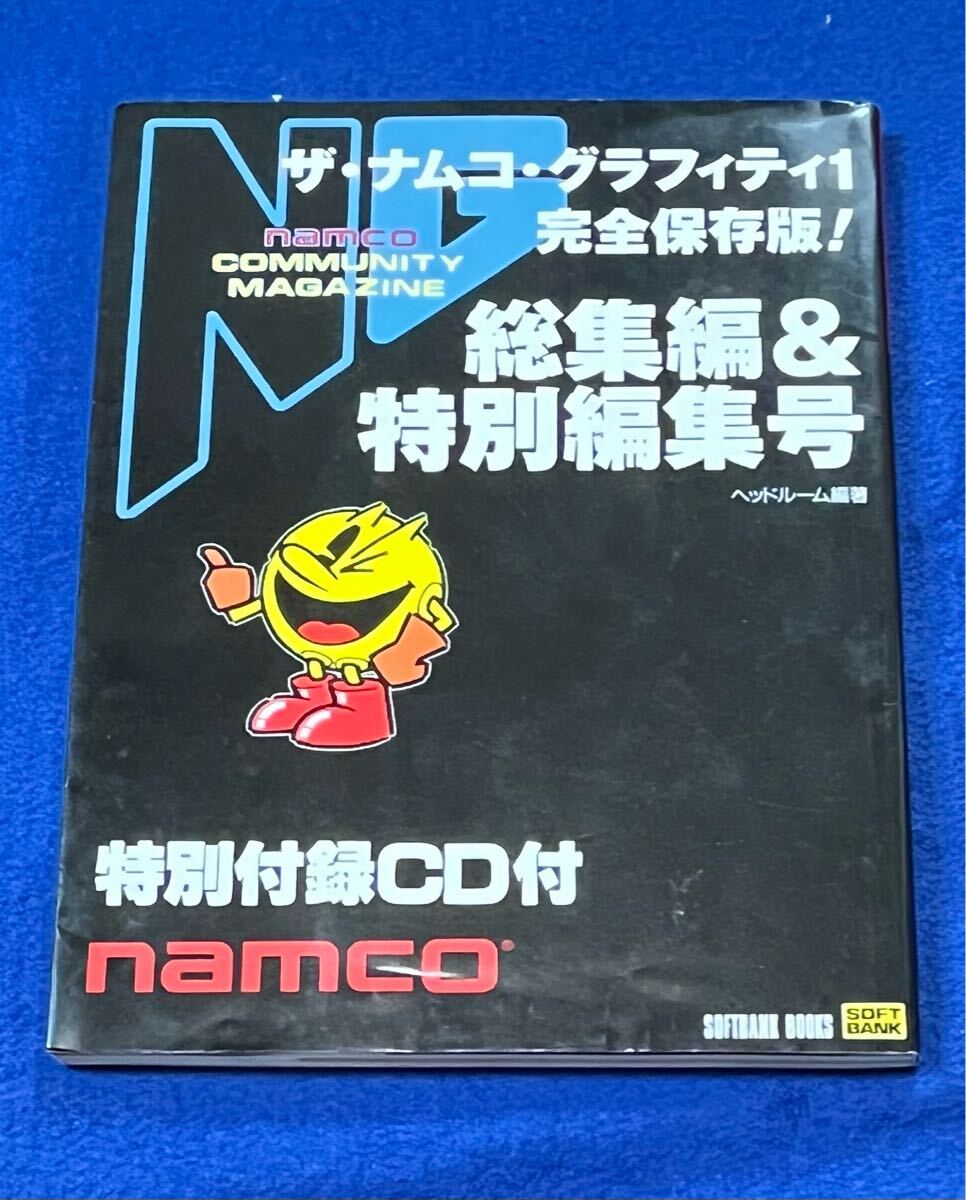 NG
ザ・ナムコ・グラフィティ1
完全保存版!
namco
COMMUNITY
MAGAZINE
総集編&
特別編集号
ヘッドルーム編著
特別付録CD付
namco®
SOFTBANK BOOKS
SOFT
BANK